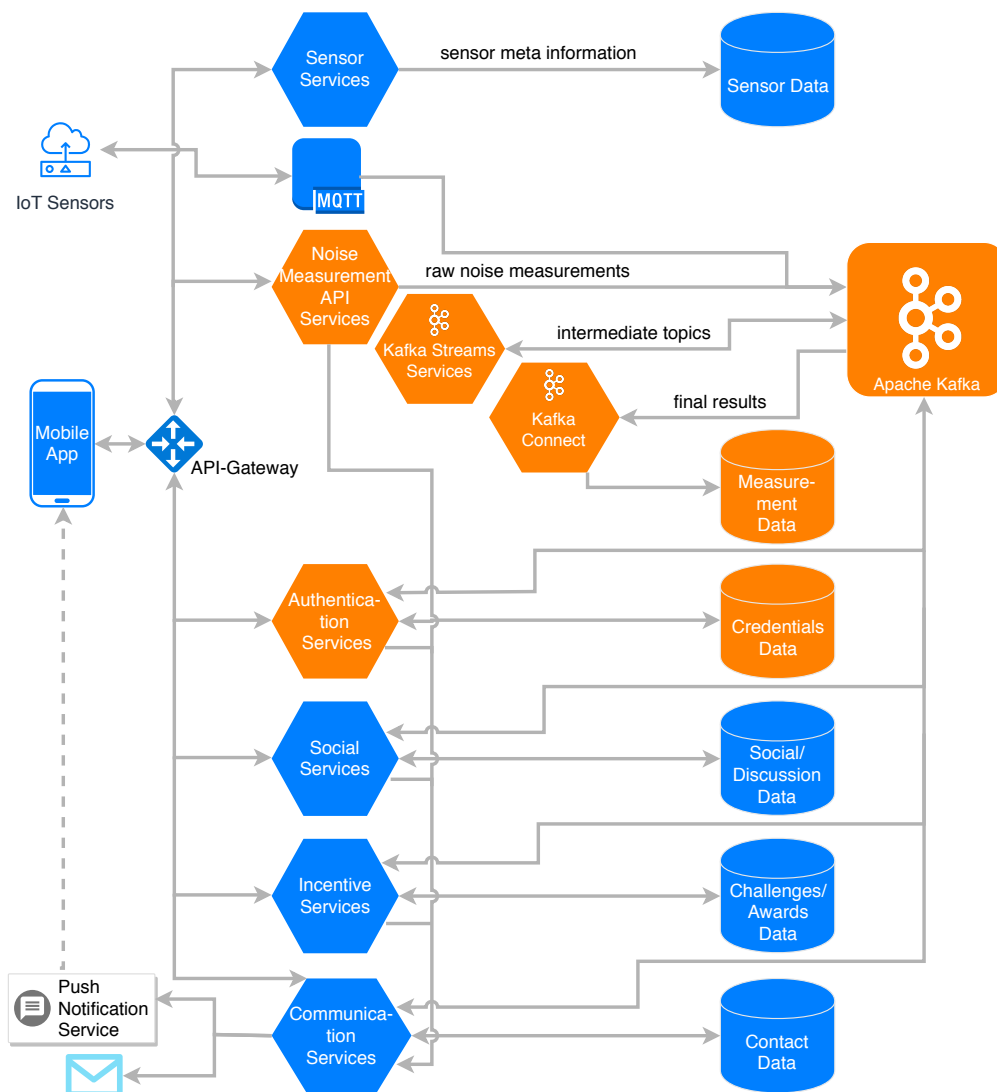 Sensor
Services
sensor meta information
Sensor Data
IoT Sensors
MQTT
Noise
Measurement
API
Services
raw noise measurements
Kafka Streams
Services
intermediate topics
Apache Kafka
Kafka
Connect
final results
Mobile
App
API-Gateway
Measure-
ment
Data
Authentica-
tion
Services
Credentials
Data
Social
Services
Social/
Discussion
Data
Incentive
Services
Challenges/
Awards
Data
Push
Notification
Service
Communica-
tion
Services
Contact
Data